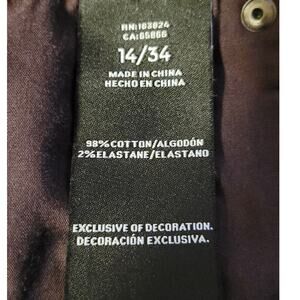 RN:163824
CA:65866
14/34
MADE IN CHINA
HECHO EN CHINA
98% COTTON/ALGODÓN
2% ELASTANE/ELASTANO
EXCLUSIVE OF DECORATION.
DECORACIÓN EXCLUSIVA.